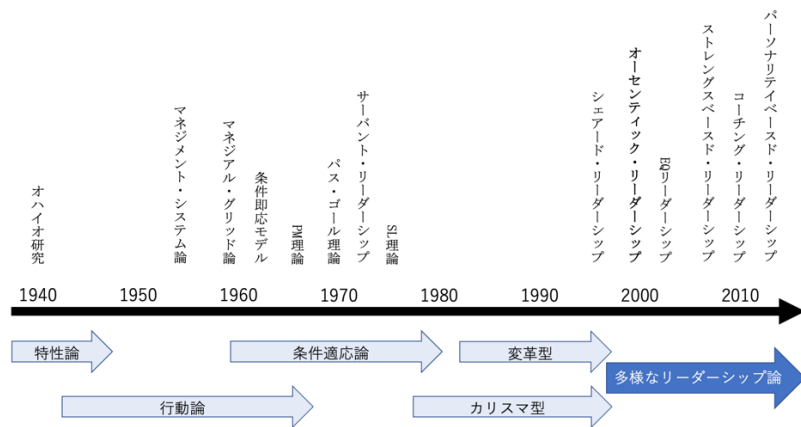 オハイオ研究
マネジメント・システム論
マネジアル・グリッド論
条件即応モデル
PM理論
パス・ゴール理論
サーバント・リーダーシップ
SL理論
シェアード・リーダーシップ
オーセンティック・リーダーシップ
EQリーダーシップ
ストレングスベースド・リーダーシップ
コーチング・リーダーシップ
パーソナリテイベースド・リーダーシップ
1940 1950 1960 1970 1980 1990 2000 2010
特性論
条件適応論
変革型
多様なリーダーシップ論
行動論
カリスマ型